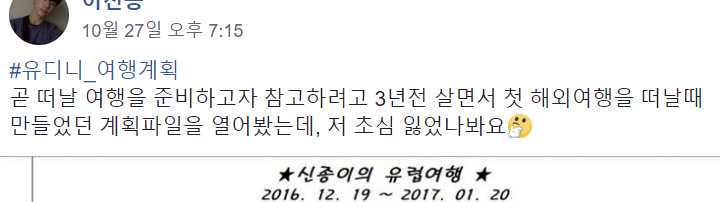 10월 27일 오후 7:15
#유디니_여행계획
곧 떠날 여행을 준비하고자 참고하려고 3년전 살면서 첫 해외여행을 떠날때
만들었던 계획파일을 열어봤는데, 저 초심 잃었나봐요🤔
★신종이의 유럽여행 ★
2016. 12. 19 ~ 2017. 01. 20